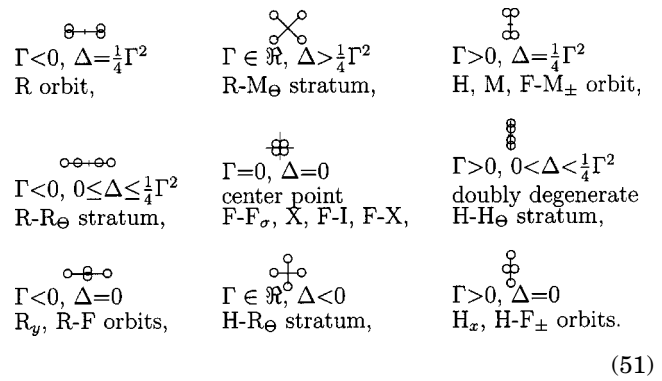 Γ<0, Δ=1/4Γ² Γ ∈ ℜ, Δ>1/4Γ² Γ>0, Δ=1/4Γ²
R orbit, R-M_Θ stratum, H, M, F-M_± orbit,
Γ<0, 0≤Δ≤1/4Γ² Γ=0, Δ=0 Γ>0, 0<Δ<1/4Γ²
R-R_Θ stratum, center point doubly degenerate
F-F_σ, X, F-I, F-X, H-H_Θ stratum,
Γ<0, Δ=0 Γ ∈ ℜ, Δ<0 Γ>0, Δ=0
R_y, R-F orbits, H-R_Θ stratum, H_x, H-F_± orbits.
(51)